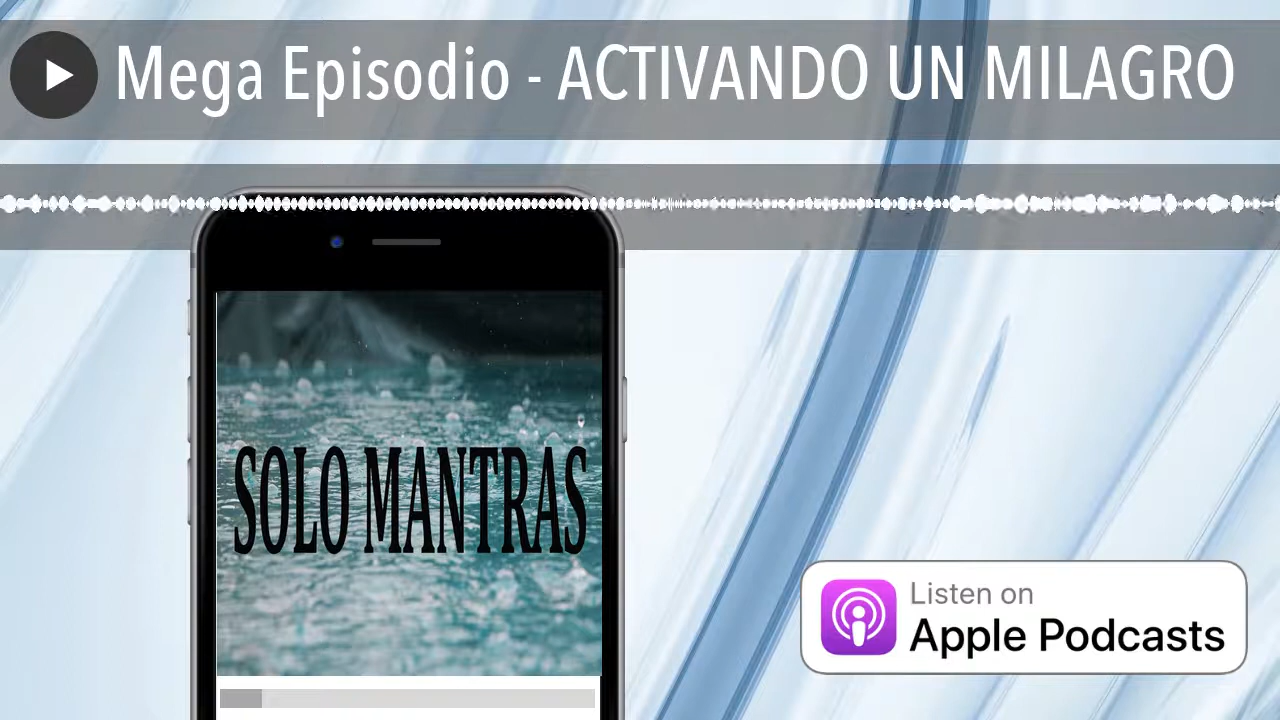 Mega Episodio - ACTIVANDO UN MILAGRO
SOLO MANTRAS
Listen on
Apple Podcasts